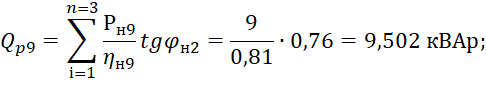 Q_{p9} = \sum_{i=1}^{n=3} \frac{P_{н9}}{\eta_{н9}} tg\varphi_{н2} = \frac{9}{0,81} \cdot 0,76 = 9,502 кВАр;